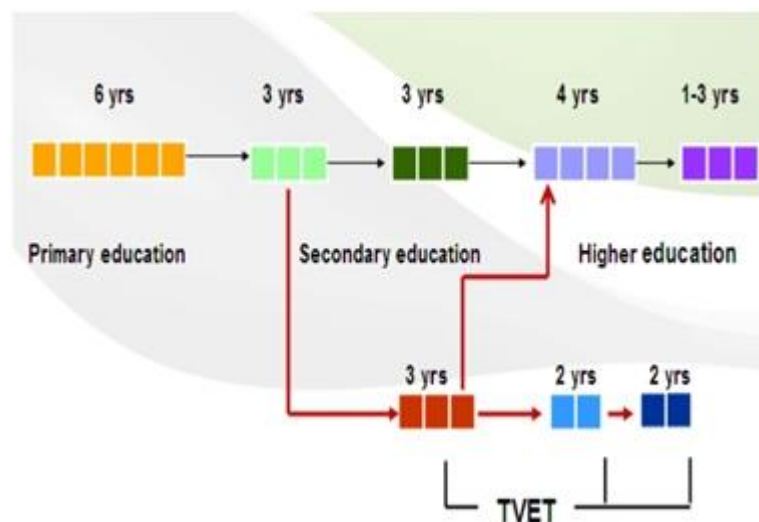 6 yrs 3 yrs 3 yrs 4 yrs 1-3 yrs
Primary education Secondary education Higher education
3 yrs 2 yrs 2 yrs
TVET